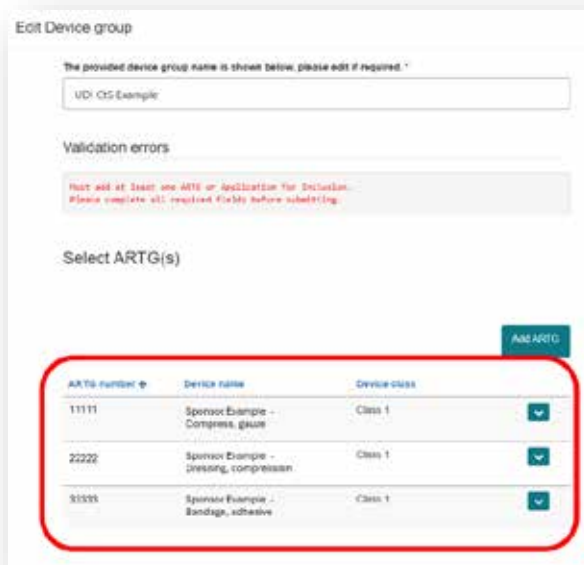 Edit Device group
The provided device group name is shown below, please edit if required. *
UDI CtS Example
Validation errors
Must add at least one ARTG or Application for Inclusion.
Please complete all required fields before submitting.
Select ARTG(s)
Add ARTG
ARTG number ↑ Device name Device class
11111 Sponsor Example - Class 1
Compress, gauze
22222 Sponsor Example - Class 1
Dressing, compression
33333 Sponsor Example - Class 1
Bandage, adhesive